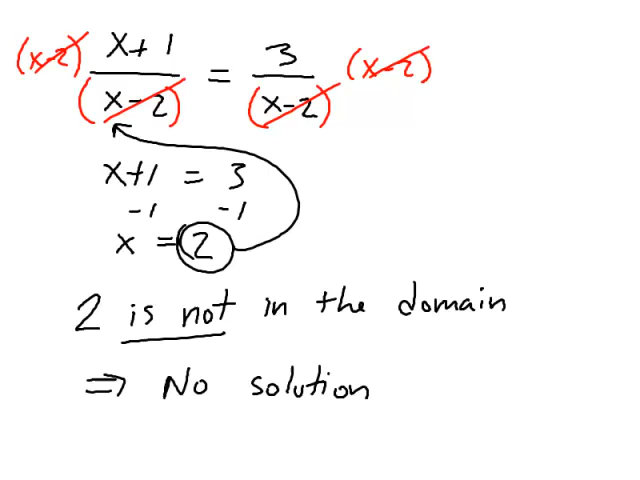 (x-2) x+1 / (x-2) = 3 / (x-2) (x-2)
x+1 = 3
-1 -1
x = 2
2 is not in the domain
⇒ No solution